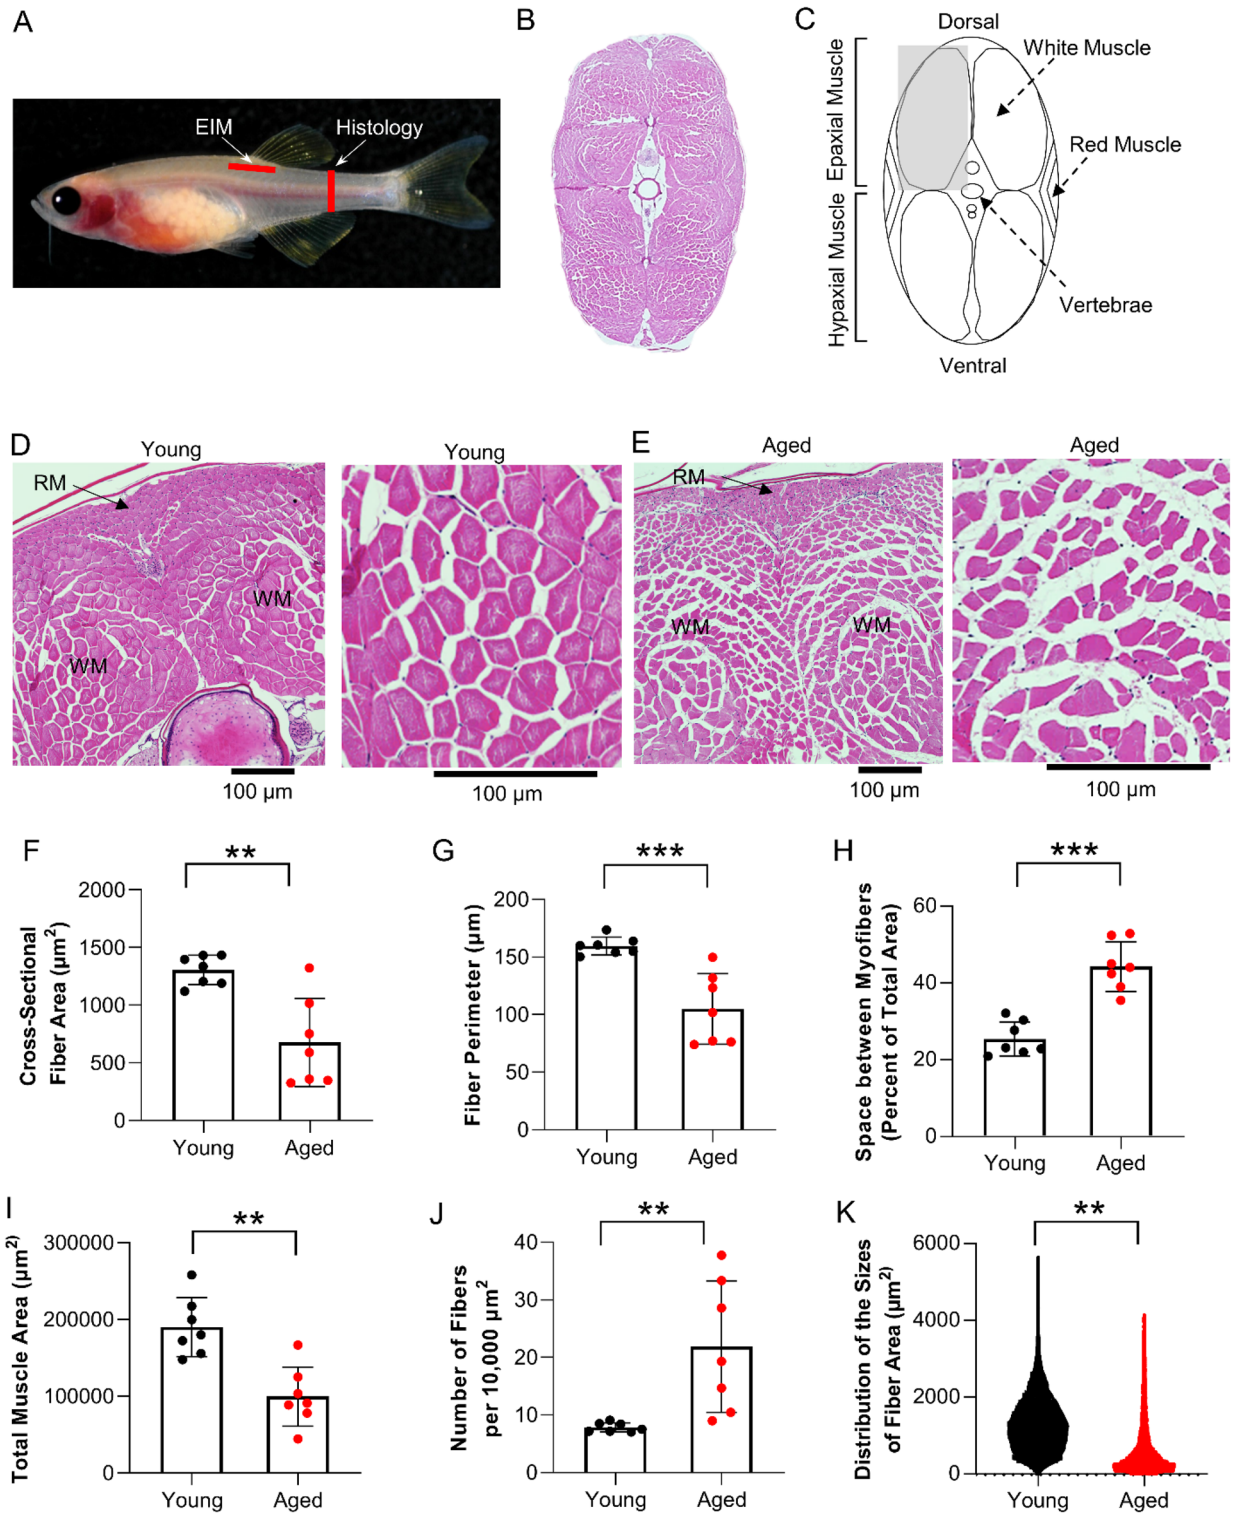 A
EIM
Histology
B
C
Dorsal
White Muscle
Epaxial Muscle
Red Muscle
Hypaxial Muscle
Vertebrae
Ventral
D
Young
RM
WM
WM
100 µm
Young
100 µm
E
Aged
RM
WM
WM
100 µm
Aged
100 µm
F
**
Cross-Sectional
Fiber Area (µm²)
2000
1500
1000
500
0
Young
Aged
G
***
Fiber Perimeter (µm)
200
150
100
50
0
Young
Aged
H
***
Space between Myofibers
(Percent of Total Area)
60
40
20
0
Young
Aged
I
**
Total Muscle Area (µm²)
300000
200000
100000
0
Young
Aged
J
**
Number of Fibers
per 10,000 µm²
40
30
20
10
0
Young
Aged
K
**
Distribution of the Sizes
of Fiber Area (µm²)
6000
4000
2000
0
Young
Aged